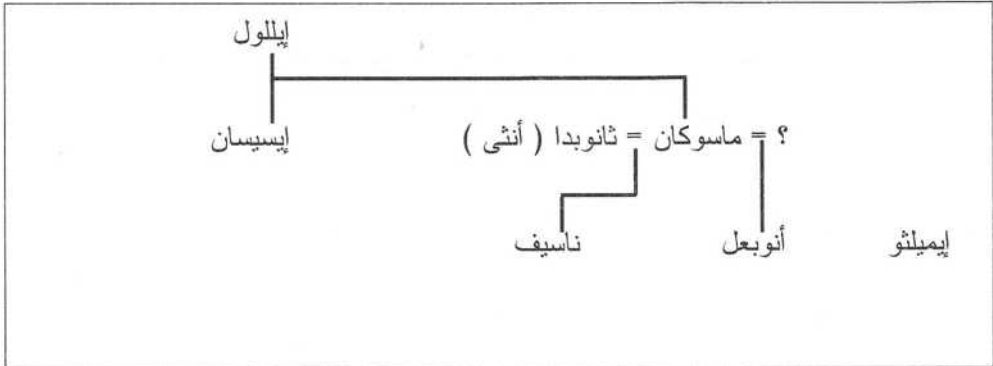 إيللول
؟ = ماسوكان = ثانوبدا ( أنثى ) إيسيسان
إيميلثو أنوبعل ناسيف